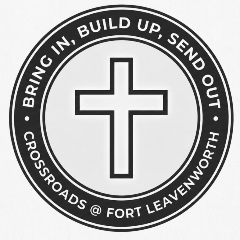 BRING IN, BUILD UP, SEND OUT
CROSSROADS @ FORT LEAVENWORTH